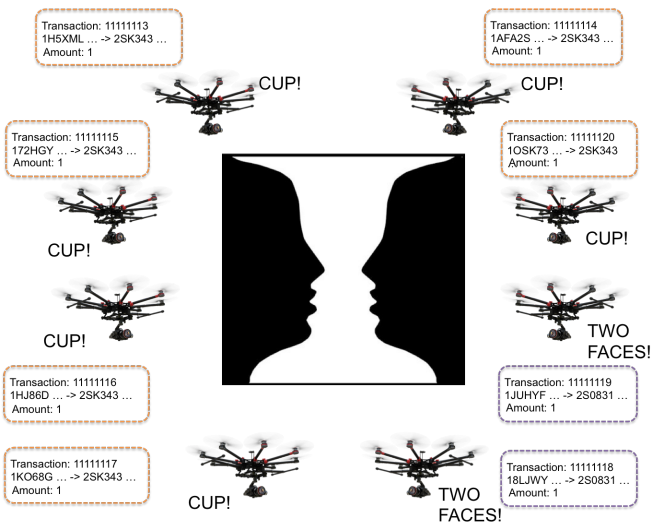 Transaction: 11111113
1H5XML … -> 2SK343 …
Amount: 1
CUP!
Transaction: 11111114
1AFA2S … -> 2SK343 …
Amount: 1
CUP!
Transaction: 11111115
172HGY … -> 2SK343 …
Amount: 1
CUP!
Transaction: 11111120
1OSK73 … -> 2SK343
Amount: 1
CUP!
CUP!
TWO
FACES!
Transaction: 11111116
1HJ86D … -> 2SK343 …
Amount: 1
Transaction: 11111119
1JUHYF … -> 2S0831 …
Amount: 1
Transaction: 11111117
1KO68G … -> 2SK343 …
Amount: 1
CUP!
TWO
FACES!
Transaction: 11111118
18LJWY … -> 2S0831 …
Amount: 1